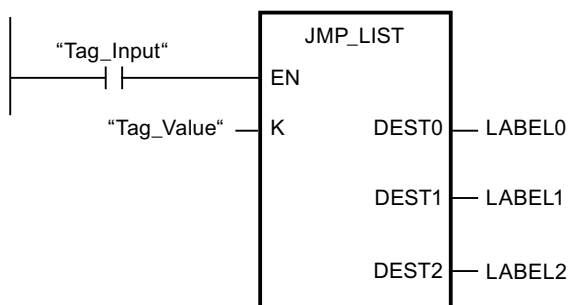 JMP_LIST
“Tag_Input“
EN
“Tag_Value“ K DEST0 LABEL0
DEST1 LABEL1
DEST2 LABEL2